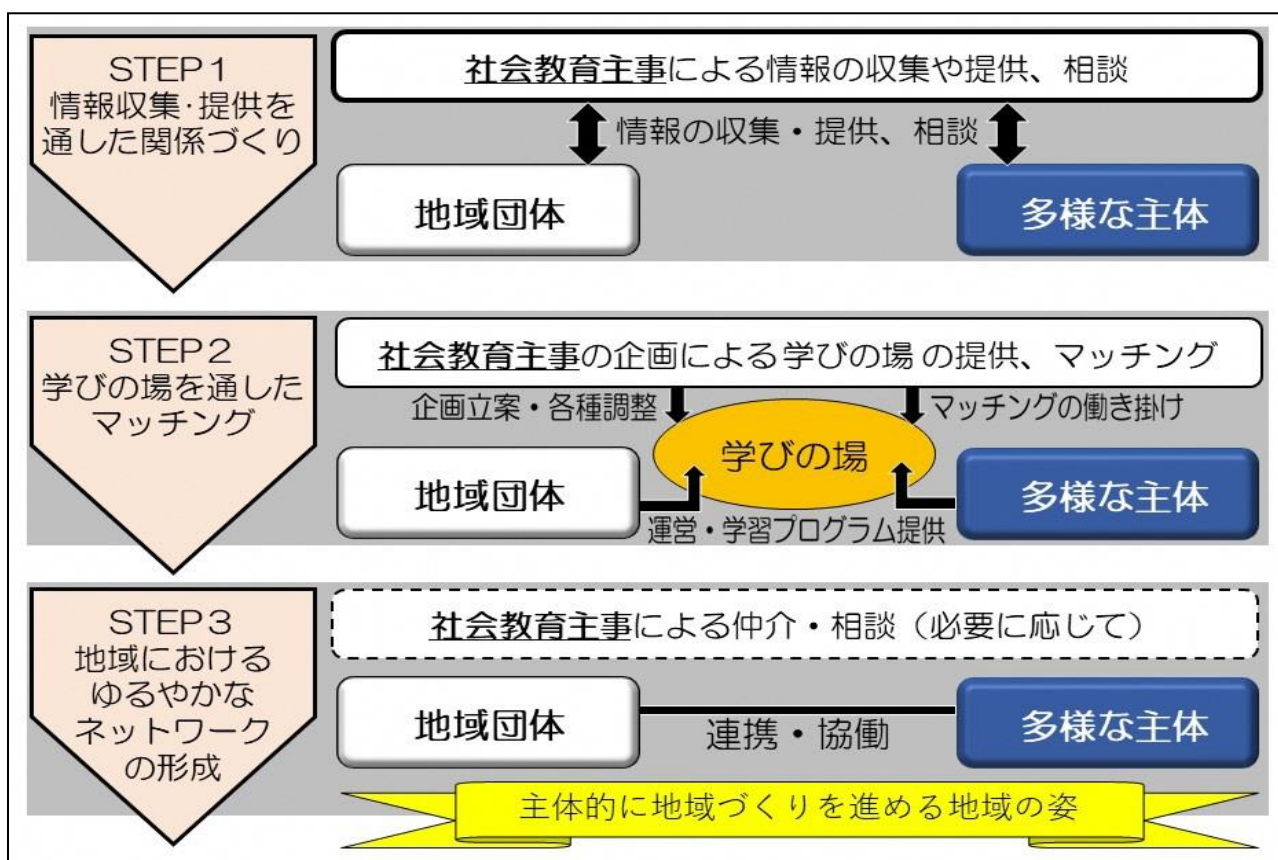 STEP1
情報収集・提供を
通した関係づくり
社会教育主事による情報の収集や提供、相談
情報の収集・提供、相談
地域団体
多様な主体
STEP2
学びの場を通した
マッチング
社会教育主事の企画による学びの場の提供、マッチング
企画立案・各種調整
マッチングの働き掛け
学びの場
地域団体
多様な主体
運営・学習プログラム提供
STEP3
地域における
ゆるやかな
ネットワーク
の形成
社会教育主事による仲介・相談（必要に応じて）
地域団体
連携・協働
多様な主体
主体的に地域づくりを進める地域の姿